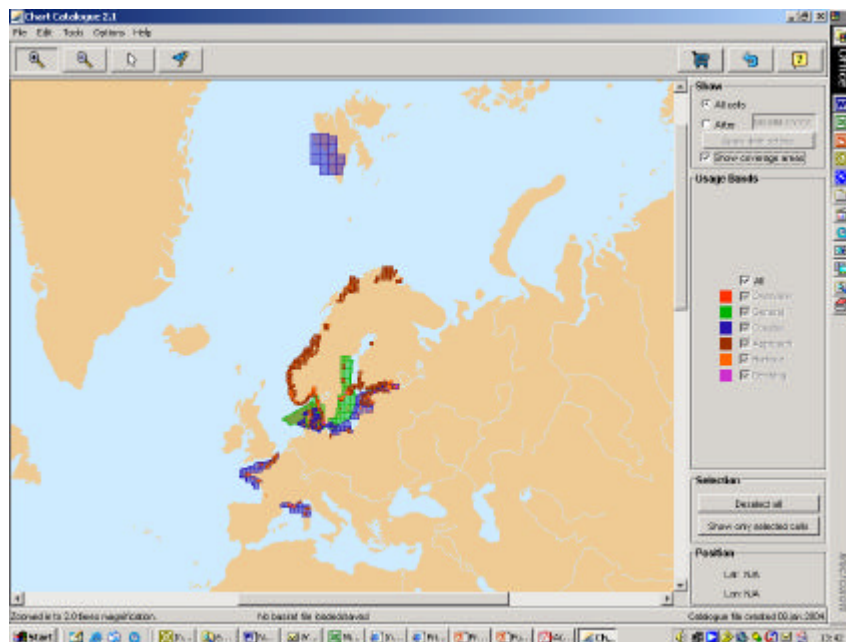 Chart Catalogue 2.1
File Edit Tools Options Help
Show
All cells
After
Show coverage areas
Usage Bands
All
Overview
General
Coastal
Approach
Harbour
Berthing
Selection
Deselect all
Show only selected cells
Position
Lat: N/A
Lon: N/A
Zoomed in to 2.0 times magnification.
No basket file loaded/saved
Catalogue file created 09 jan. 2004
Start
Office